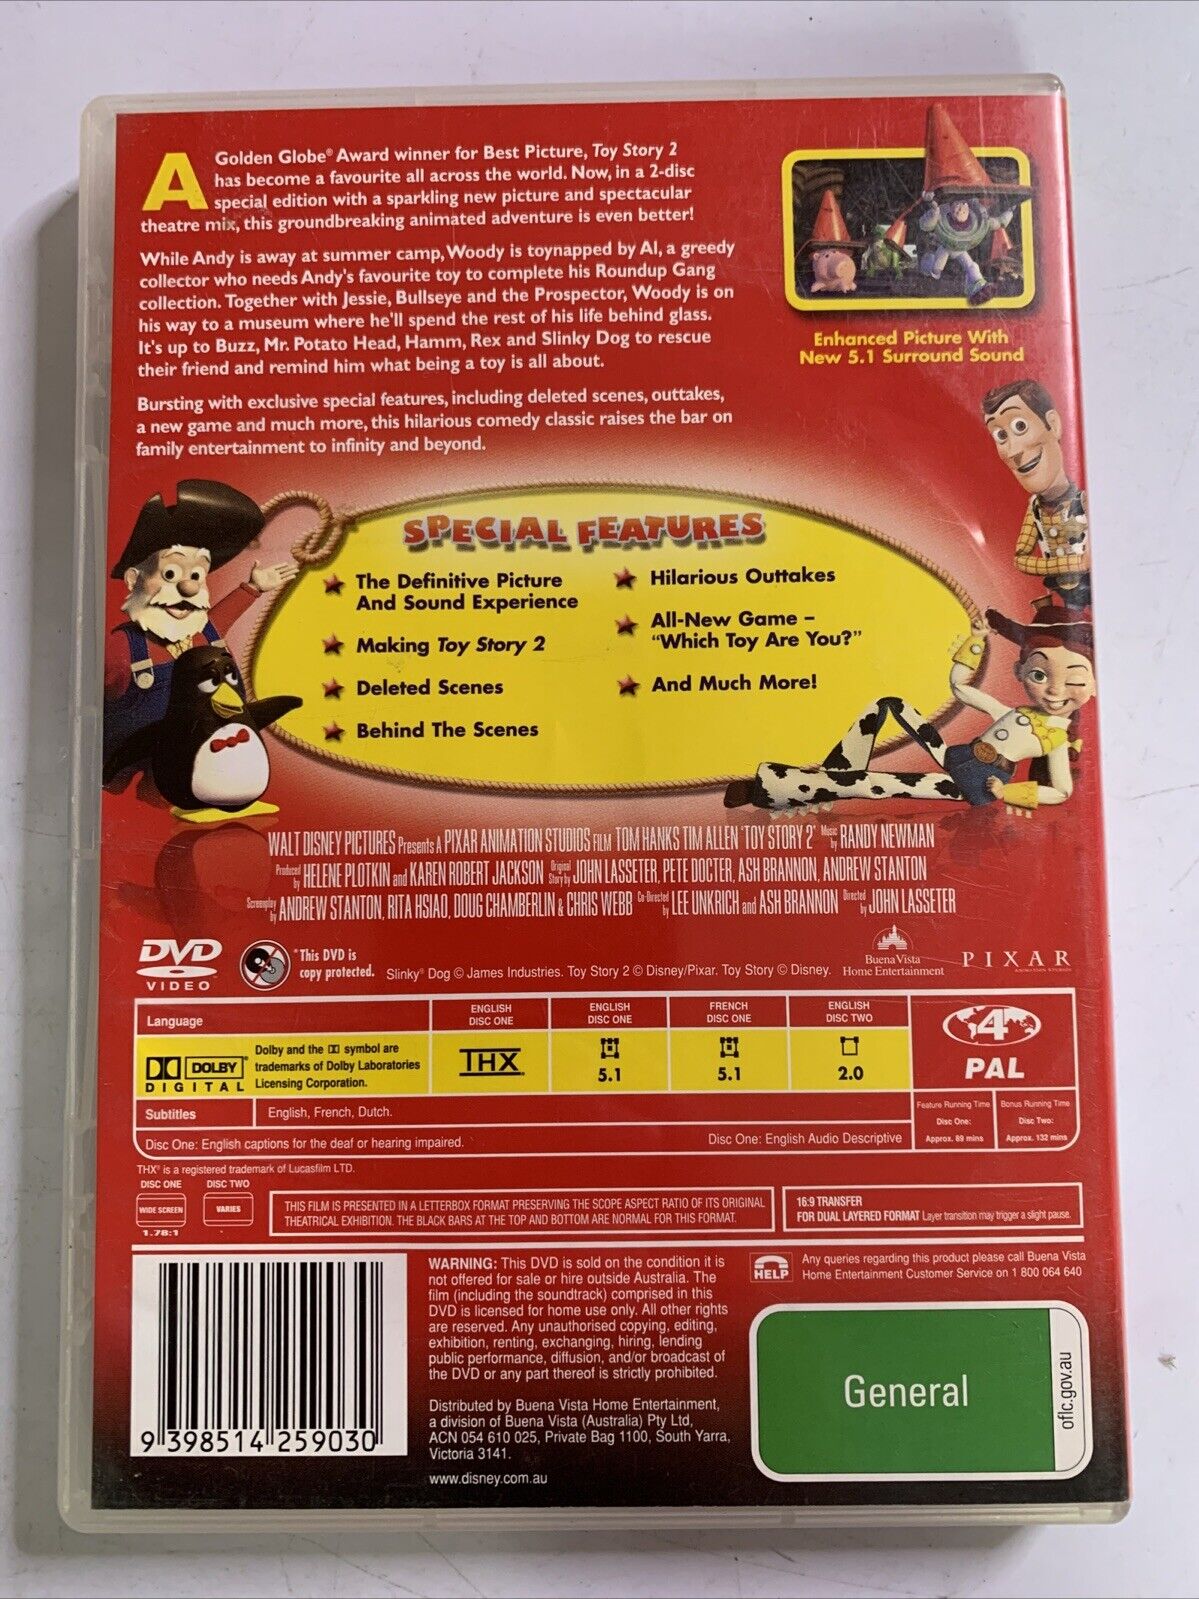 A Golden Globe® Award winner for Best Picture, Toy Story 2
has become a favourite all across the world. Now, in a 2-disc
special edition with a sparkling new picture and spectacular
theatre mix, this groundbreaking animated adventure is even better!
While Andy is away at summer camp, Woody is toynapped by Al, a greedy
collector who needs Andy's favourite toy to complete his Roundup Gang
collection. Together with Jessie, Bullseye and the Prospector, Woody is on
his way to a museum where he'll spend the rest of his life behind glass.
It's up to Buzz, Mr. Potato Head, Hamm, Rex and Slinky Dog to rescue
their friend and remind him what being a toy is all about.
Bursting with exclusive special features, including deleted scenes, outtakes,
a new game and much more, this hilarious comedy classic raises the bar on
family entertainment to infinity and beyond.
Enhanced Picture With
New 5.1 Surround Sound
SPECIAL FEATURES
The Definitive Picture
And Sound Experience
Making Toy Story 2
Deleted Scenes
Behind The Scenes
Hilarious Outtakes
All-New Game –
"Which Toy Are You?"
And Much More!
WALT DISNEY PICTURES Presents A PIXAR ANIMATION STUDIOS FILM TOM HANKS TIM ALLEN 'TOY STORY 2' Music by RANDY NEWMAN
Produced by HELENE PLOTKIN and KAREN ROBERT JACKSON Original Story by JOHN LASSETER, PETE DOCTER, ASH BRANNON, ANDREW STANTON
Screenplay by ANDREW STANTON, RITA HSIAO, DOUG CHAMBERLIN & CHRIS WEBB Co-Directed by LEE UNKRICH and ASH BRANNON Directed by JOHN LASSETER
DVD
VIDEO
"This DVD is
copy protected.
Slinky® Dog © James Industries. Toy Story 2 © Disney/Pixar. Toy Story © Disney.
Buena Vista
Home Entertainment
PIXAR
ANIMATION STUDIOS
Language
ENGLISH
DISC ONE
ENGLISH
DISC ONE
FRENCH
DISC ONE
ENGLISH
DISC TWO
DOLBY
DIGITAL
Dolby and the DD symbol are
trademarks of Dolby Laboratories
Licensing Corporation.
THX
5.1
5.1
2.0
4
PAL
Subtitles
English, French, Dutch.
Disc One: English captions for the deaf or hearing impaired.
Disc One: English Audio Descriptive
Feature Running Time
Disc One:
Approx. 89 mins
Bonus Running Time
Disc Two:
Approx. 132 mins
THX® is a registered trademark of Lucasfilm LTD.
DISC ONE
WIDE SCREEN
1.78:1
DISC TWO
VARIES
THIS FILM IS PRESENTED IN A LETTERBOX FORMAT PRESERVING THE SCOPE ASPECT RATIO OF ITS ORIGINAL
THEATRICAL EXHIBITION. THE BLACK BARS AT THE TOP AND BOTTOM ARE NORMAL FOR THIS FORMAT.
16:9 TRANSFER
FOR DUAL LAYERED FORMAT Layer transition may trigger a slight pause.
9 398514 259030
WARNING: This DVD is sold on the condition it is
not offered for sale or hire outside Australia. The
film (including the soundtrack) comprised in this
DVD is licensed for home use only. All other rights
are reserved. Any unauthorised copying, editing,
exhibition, renting, exchanging, hiring, lending
public performance, diffusion, and/or broadcast of
the DVD or any part thereof is strictly prohibited.
Distributed by Buena Vista Home Entertainment,
a division of Buena Vista (Australia) Pty Ltd,
ACN 054 610 025, Private Bag 1100, South Yarra,
Victoria 3141.
www.disney.com.au
HELP
Any queries regarding this product please call Buena Vista
Home Entertainment Customer Service on 1 800 064 640
General
oflc.gov.au